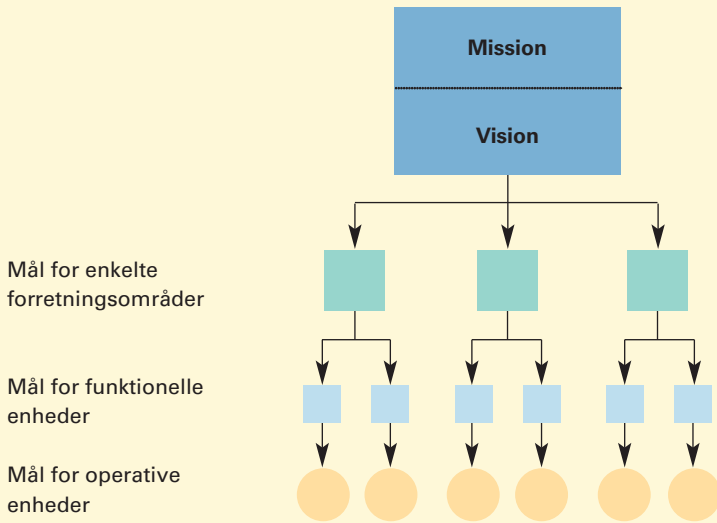 Mission
Vision
Mål for enkelte
forretningsområder
Mål for funktionelle
enheder
Mål for operative
enheder